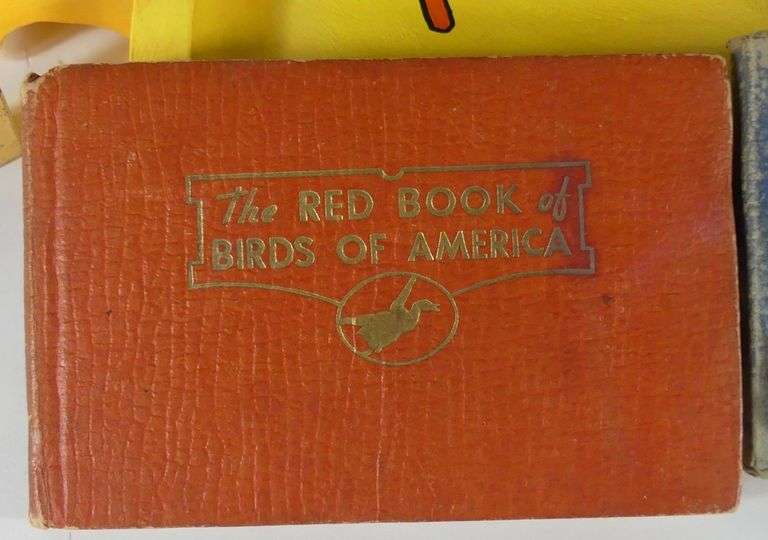 The RED BOOK of
BIRDS OF AMERICA